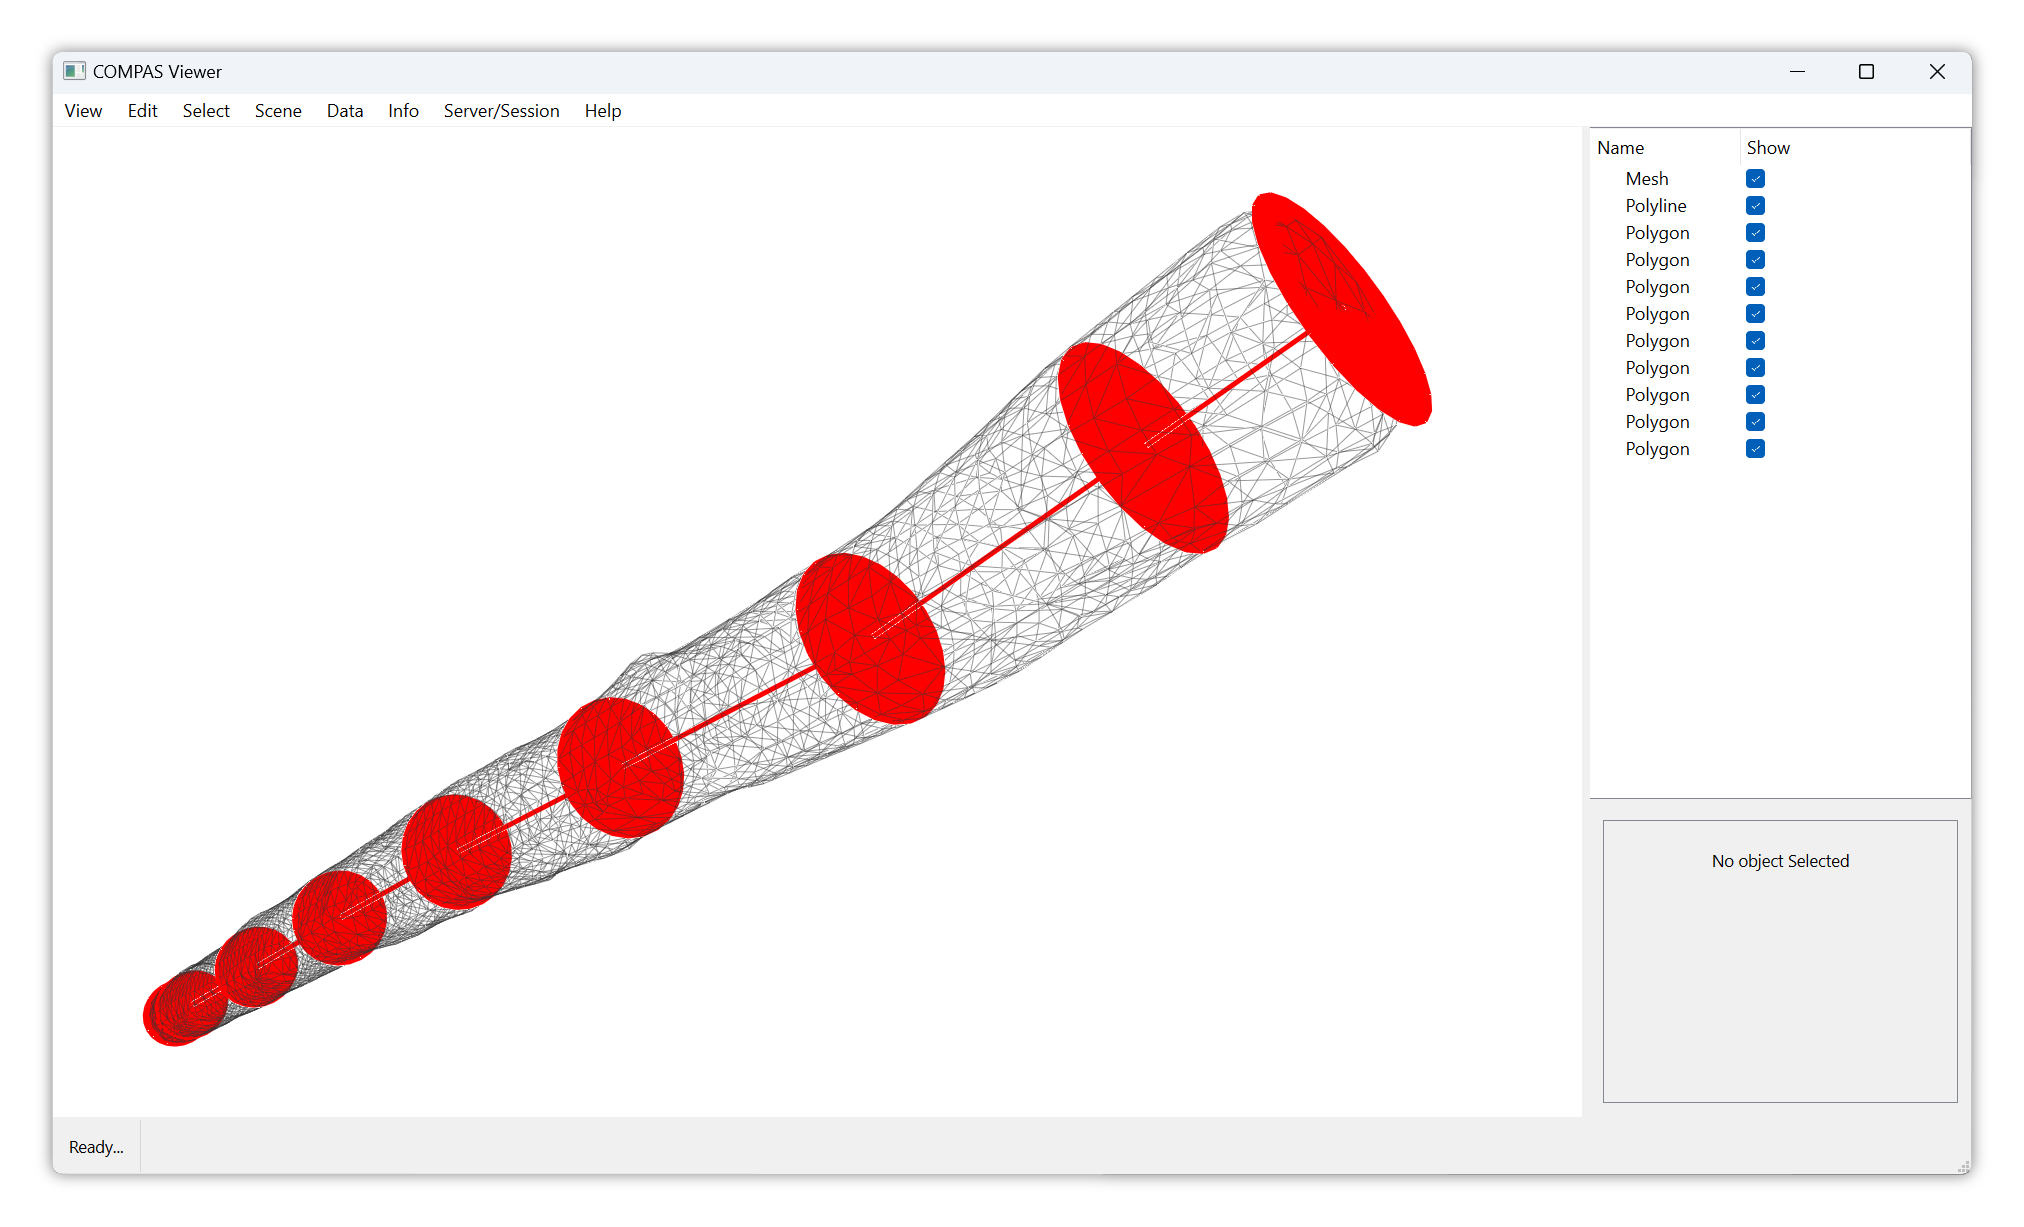 COMPAS Viewer
View Edit Select Scene Data Info Server/Session Help
Name Show
Mesh
Polyline
Polygon
Polygon
Polygon
Polygon
Polygon
Polygon
Polygon
Polygon
Polygon
No object Selected
Ready...